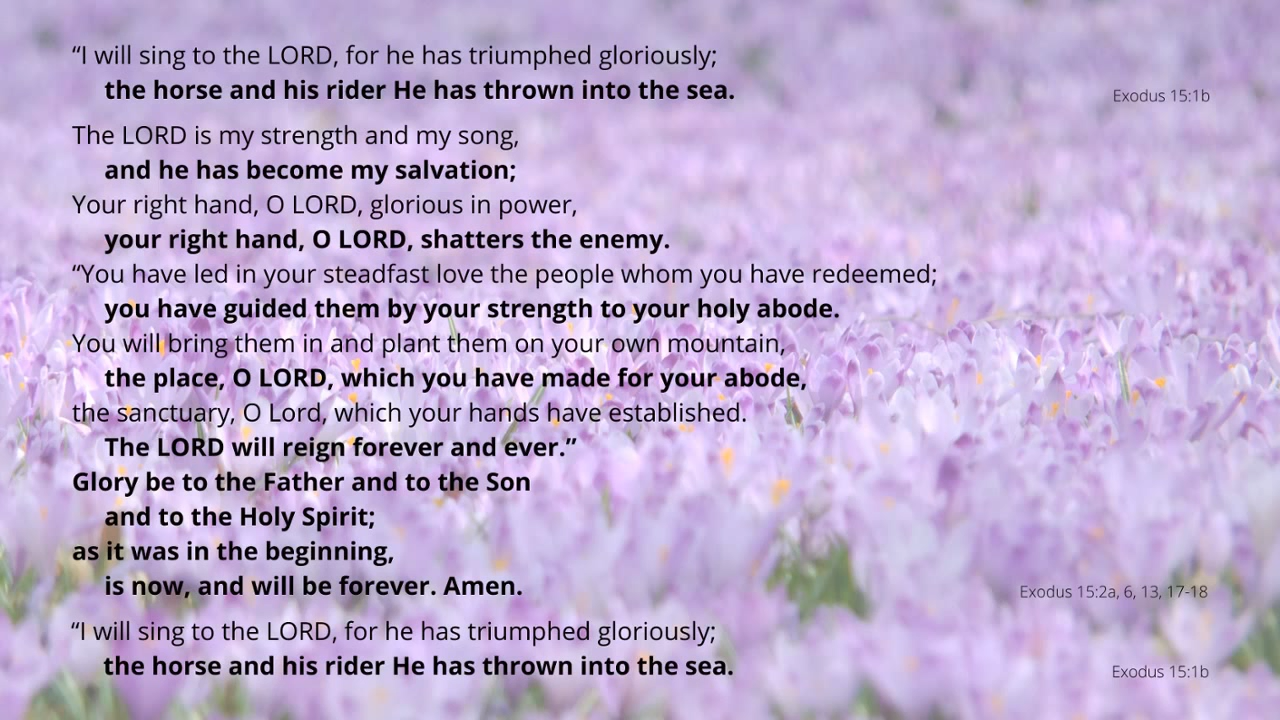 “I will sing to the LORD, for he has triumphed gloriously;
the horse and his rider He has thrown into the sea.
Exodus 15:1b
The LORD is my strength and my song,
and he has become my salvation;
Your right hand, O LORD, glorious in power,
your right hand, O LORD, shatters the enemy.
“You have led in your steadfast love the people whom you have redeemed;
you have guided them by your strength to your holy abode.
You will bring them in and plant them on your own mountain,
the place, O LORD, which you have made for your abode,
the sanctuary, O Lord, which your hands have established.
The LORD will reign forever and ever.”
Glory be to the Father and to the Son
and to the Holy Spirit;
as it was in the beginning,
is now, and will be forever. Amen.
Exodus 15:2a, 6, 13, 17-18
“I will sing to the LORD, for he has triumphed gloriously;
the horse and his rider He has thrown into the sea.
Exodus 15:1b